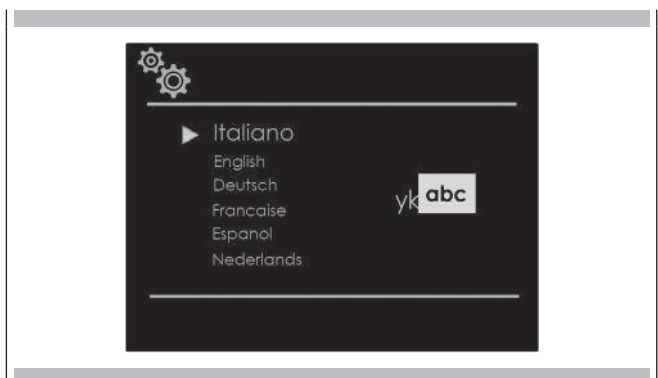 Italiano
English
Deutsch
Francaise
yk abc
Espanol
Nederlands